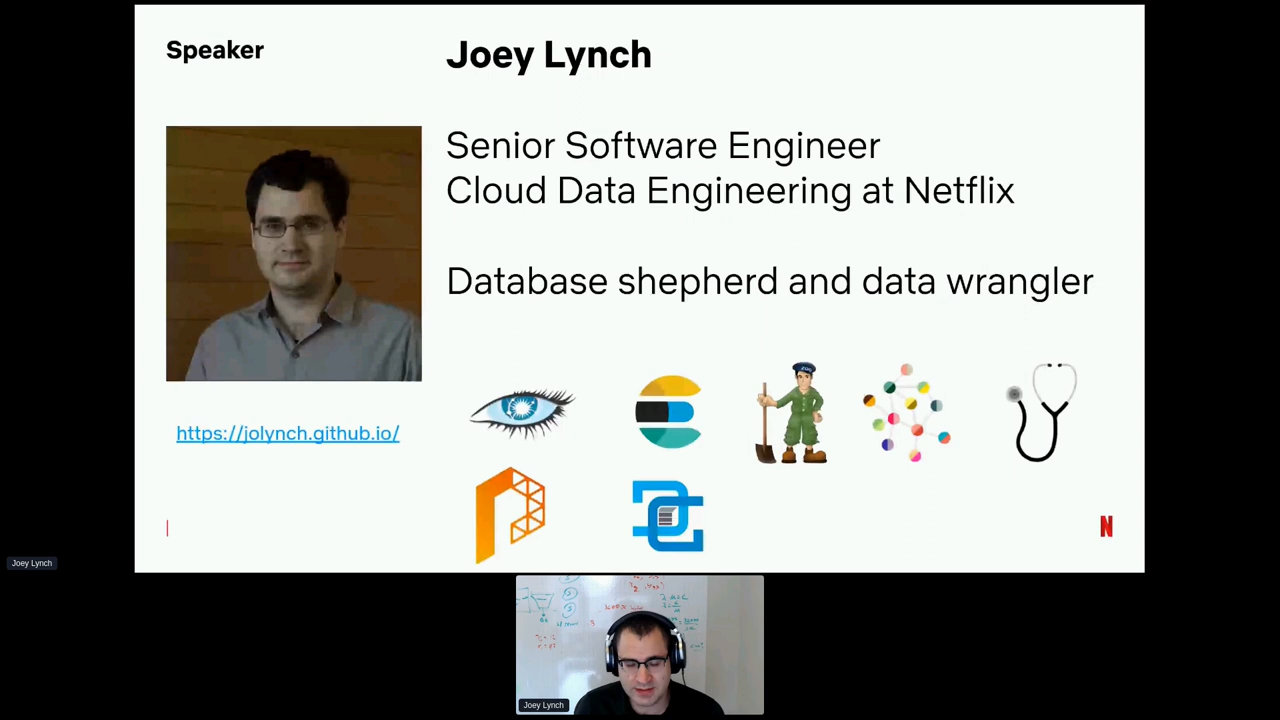 Speaker
Joey Lynch
Senior Software Engineer
Cloud Data Engineering at Netflix
Database shepherd and data wrangler
https://jolynch.github.io/
N
Joey Lynch
Joey Lynch